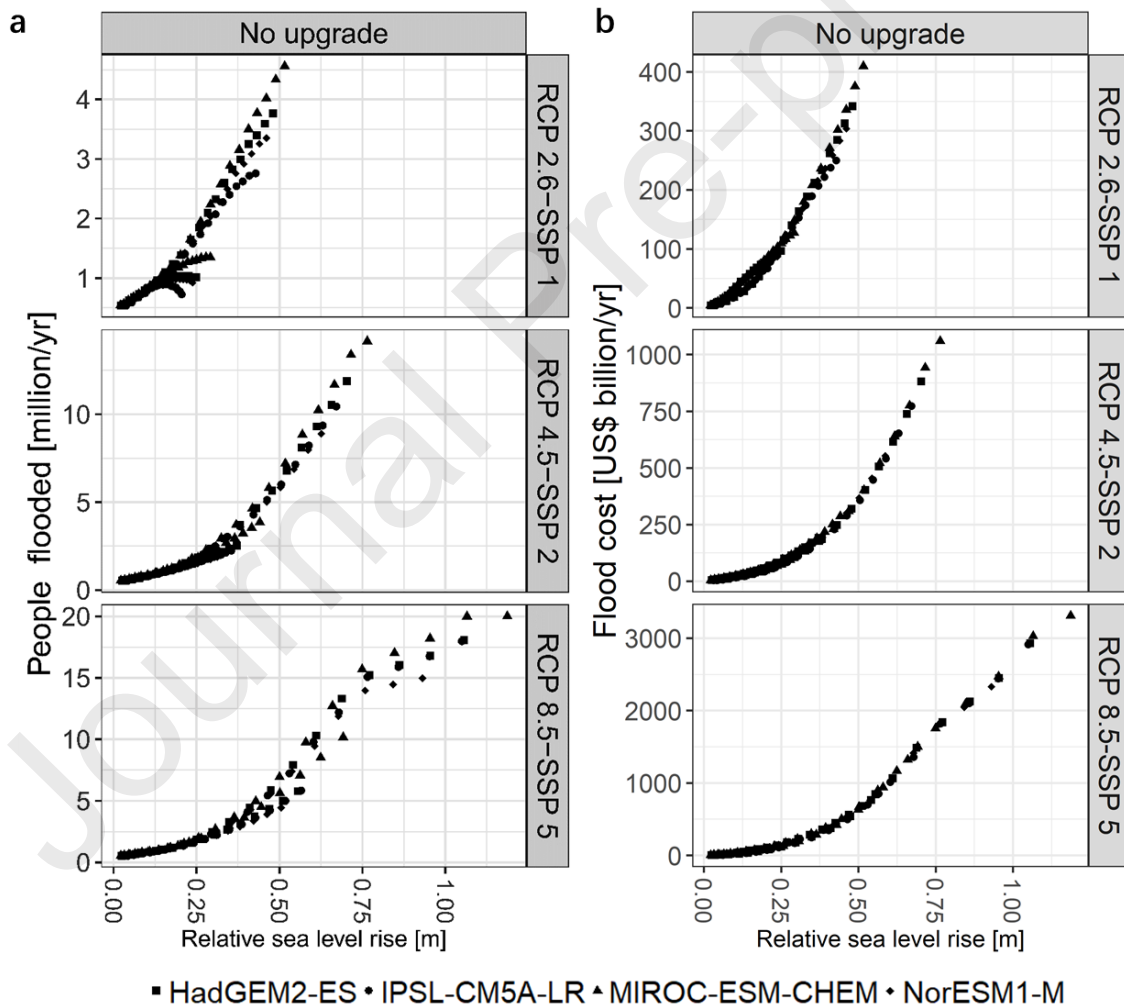 a
No upgrade
People flooded [million/yr]
4
3
2
1
RCP 2.6-SSP 1
10
5
0
RCP 4.5-SSP 2
20
15
10
5
0
RCP 8.5-SSP 5
0.00
0.25
0.50
0.75
1.00
Relative sea level rise [m]
b
No upgrade
Flood cost [US$ billion/yr]
400
300
200
100
0
RCP 2.6-SSP 1
1000
750
500
250
0
RCP 4.5-SSP 2
3000
2000
1000
0
RCP 8.5-SSP 5
0.00
0.25
0.50
0.75
1.00
Relative sea level rise [m]
HadGEM2-ES
IPSL-CM5A-LR
MIROC-ESM-CHEM
NorESM1-M
Journal Pre-p